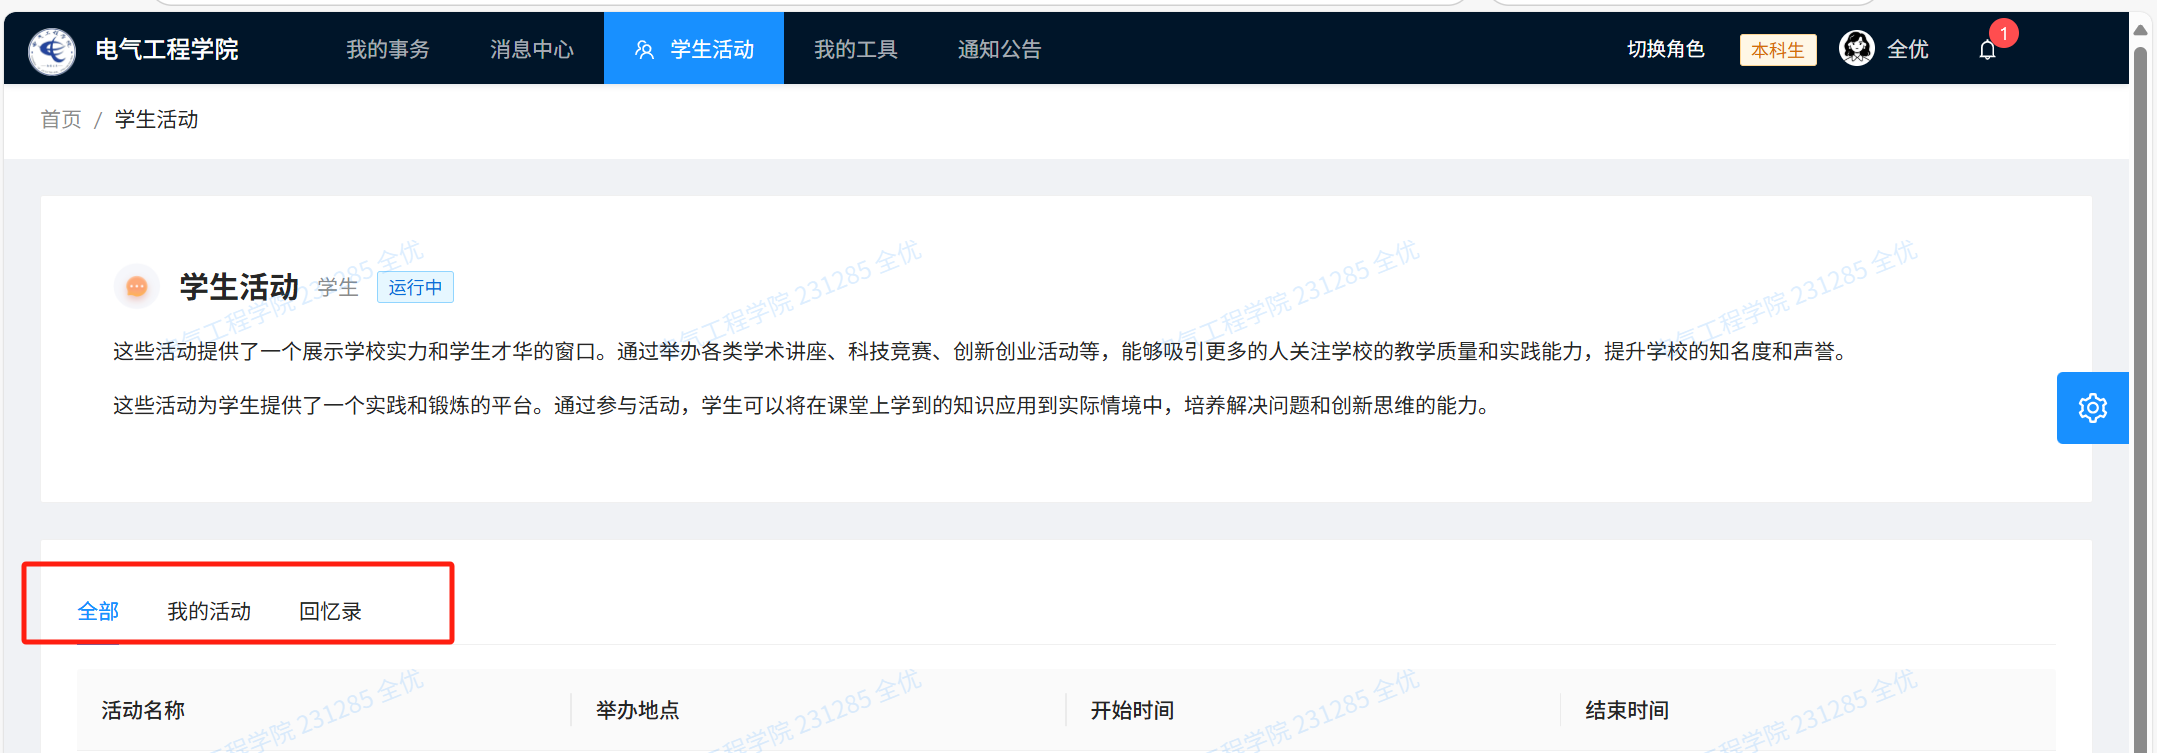 电气工程学院 我的事务 消息中心 学生活动 我的工具 通知公告 切换角色 本科生 全优 1
首页 / 学生活动
学生活动 学生 运行中
这些活动提供了一个展示学校实力和学生才华的窗口。通过举办各类学术讲座、科技竞赛、创新创业活动等，能够吸引更多的人关注学校的教学质量和实践能力，提升学校的知名度和声誉。
这些活动为学生提供了一个实践和锻炼的平台。通过参与活动，学生可以将在课堂上学到的知识应用到实际情境中，培养解决问题和创新思维的能力。
气工程学院 231285 全优
气工程学院 231285 全优
气工程学院 231285 全优
气工程学院 231285 全优
全部 我的活动 回忆录
活动名称 举办地点 开始时间 结束时间
工程学院 231285 全优
工程学院 231285 全优
工程学院 231285 全优
工程学院 231285 全优